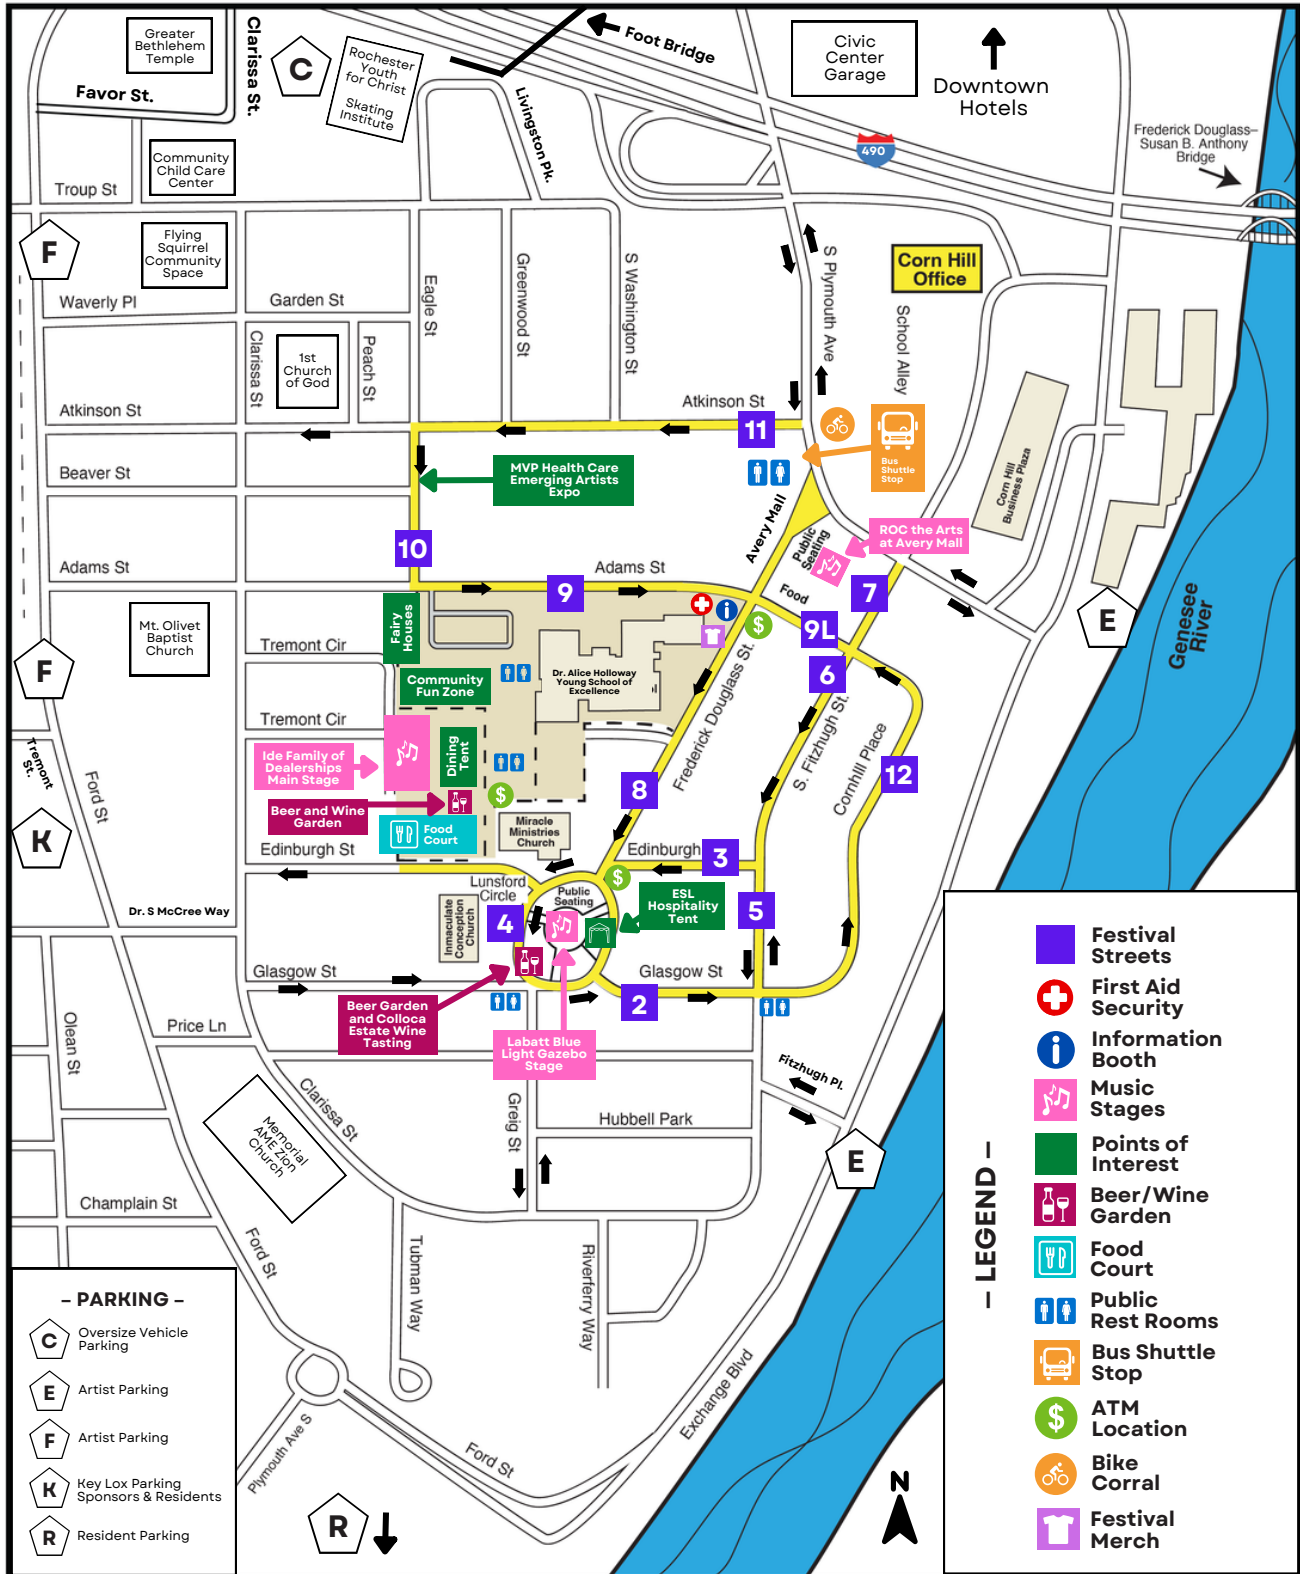 Greater
Bethlehem
Temple
Clarissa St.
Favor St.
C
Rochester
Youth
for Christ
Skating
Institute
Foot Bridge
Livingston Pk.
Civic
Center
Garage
Downtown
Hotels
490
Frederick Douglass–
Susan B. Anthony
Bridge
Community
Child Care
Center
Troup St
F
Flying
Squirrel
Community
Space
Waverly Pl
Garden St
Eagle St
Greenwood St
S Washington St
S Plymouth Ave
School Alley
Corn Hill
Office
Clarissa St
1st
Church
of God
Peach St
Atkinson St
Atkinson St
11
Bus
Shuttle
Stop
Beaver St
MVP Health Care
Emerging Artists
Expo
Corn Hill
Business Plaza
Avery Mall
Public
Seating
ROC the Arts
at Avery Mall
10
Adams St
Adams St
9
Food
7
9L
E
Genesee
River
Mt. Olivet
Baptist
Church
Fairy
Houses
Tremont Cir
6
F
Community
Fun Zone
Dr. Alice Holloway
Young School of
Excellence
Frederick Douglass St.
S. Fitzhugh St.
Cornhill Place
Tremont Cir
Tremont
St.
Ford St
Ide Family of
Dealerships
Main Stage
Dining
Tent
12
8
Beer and Wine
Garden
K
Food
Court
Miracle
Ministries
Church
Edinburgh St
Edinburgh
3
Lunsford
Circle
Public
Seating
ESL
Hospitality
Tent
Dr. S McCree Way
Immaculate
Conception
Church
4
5
Glasgow St
Glasgow St
2
Beer Garden
and Colloca
Estate Wine
Tasting
Labatt Blue
Light Gazebo
Stage
Olean St
Price Ln
Fitzhugh Pl.
Clarissa St
Greig St
Hubbell Park
Memorial
AME Zion
Church
E
Champlain St
Ford St
Tubman Way
Riverferry Way
Exchange Blvd
Plymouth Ave S
Ford St
R
N
– PARKING –
C
Oversize Vehicle
Parking
E
Artist Parking
F
Artist Parking
K
Key Lox Parking
Sponsors & Residents
R
Resident Parking
– LEGEND –
Festival
Streets
First Aid
Security
Information
Booth
Music
Stages
Points of
Interest
Beer/Wine
Garden
Food
Court
Public
Rest Rooms
Bus Shuttle
Stop
ATM
Location
Bike
Corral
Festival
Merch